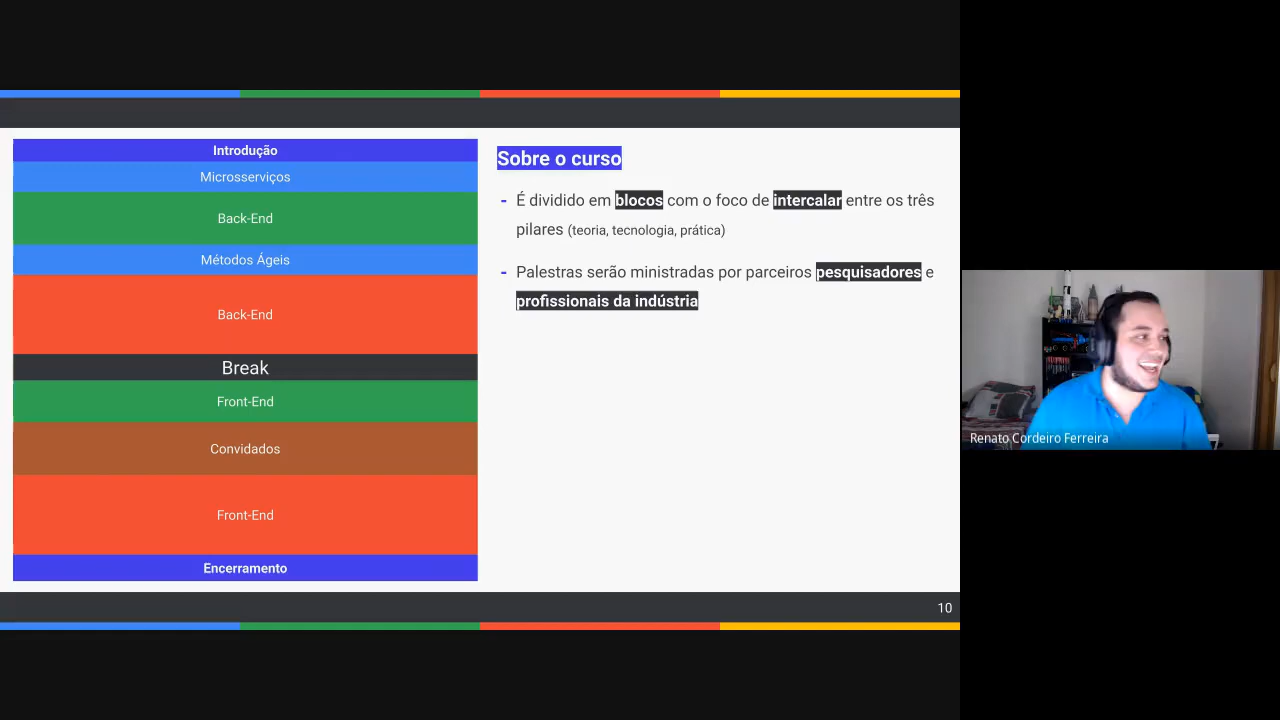 Introdução
Microsserviços
Back-End
Métodos Ágeis
Back-End
Break
Front-End
Convidados
Front-End
Encerramento
Sobre o curso
- É dividido em blocos com o foco de intercalar entre os três
pilares (teoria, tecnologia, prática)
- Palestras serão ministradas por parceiros pesquisadores e
profissionais da indústria
10
Renato Cordeiro Ferreira